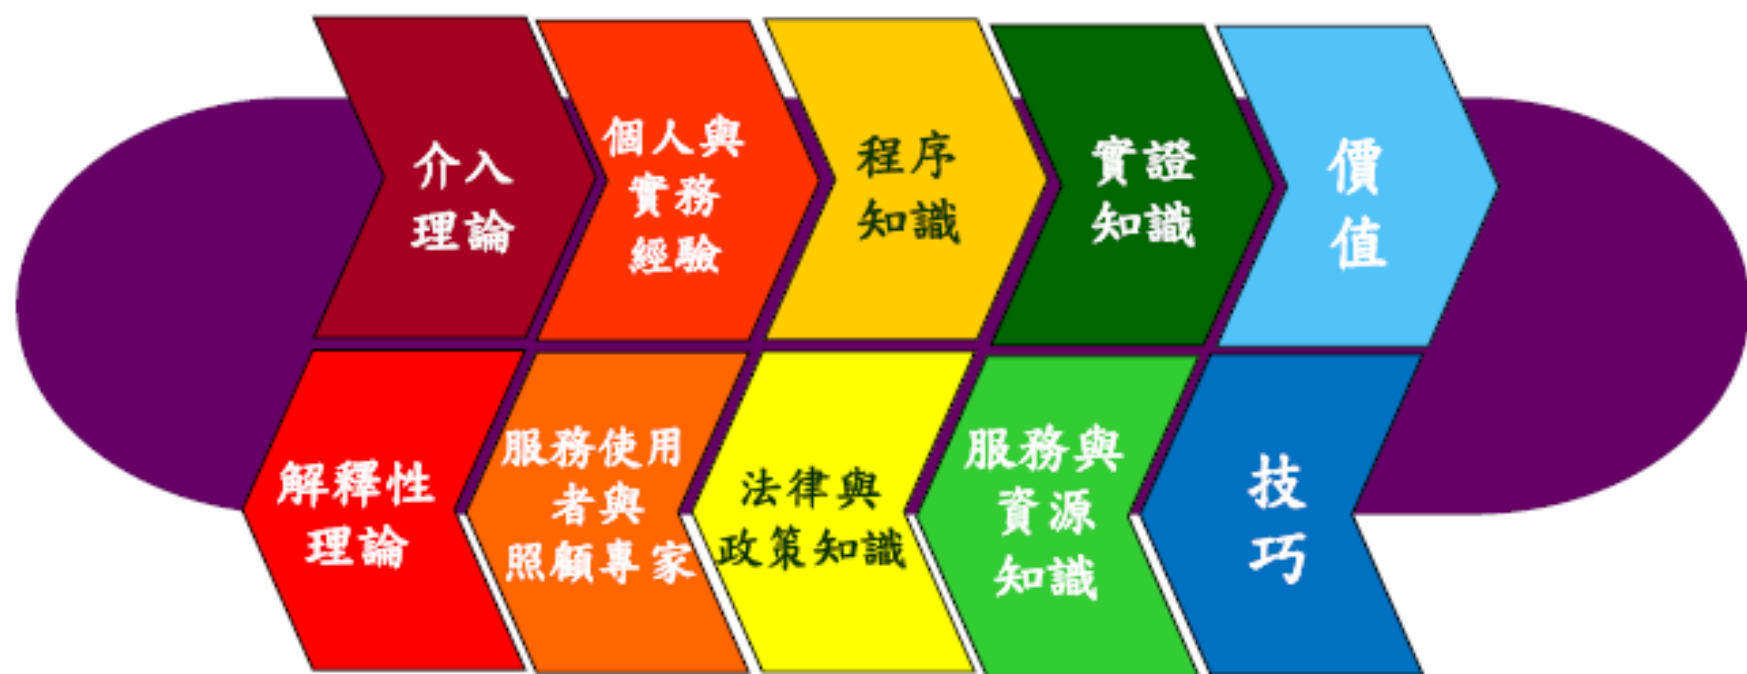 介入
理論
個人與
實務
經驗
程序
知識
實證
知識
價
值
解釋性
理論
服務使用
者與
照顧專家
法律與
政策知識
服務與
資源
知識
技
巧